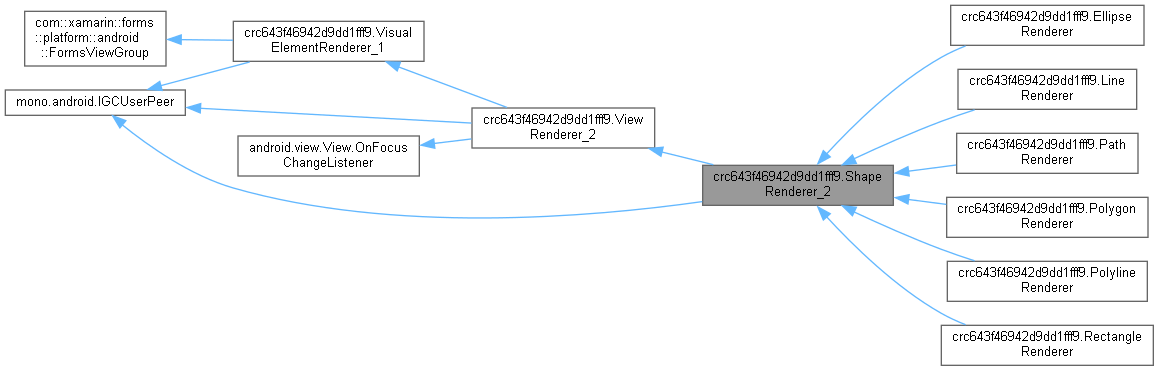 com::xamarin::forms
::platform::android
::FormsViewGroup
mono.android.IGCUserPeer
crc643f46942d9dd1fff9.Visual
ElementRenderer_1
android.view.View.OnFocus
ChangeListener
crc643f46942d9dd1fff9.View
Renderer_2
crc643f46942d9dd1fff9.Shape
Renderer_2
crc643f46942d9dd1fff9.Ellipse
Renderer
crc643f46942d9dd1fff9.Line
Renderer
crc643f46942d9dd1fff9.Path
Renderer
crc643f46942d9dd1fff9.Polygon
Renderer
crc643f46942d9dd1fff9.Polyline
Renderer
crc643f46942d9dd1fff9.Rectangle
Renderer